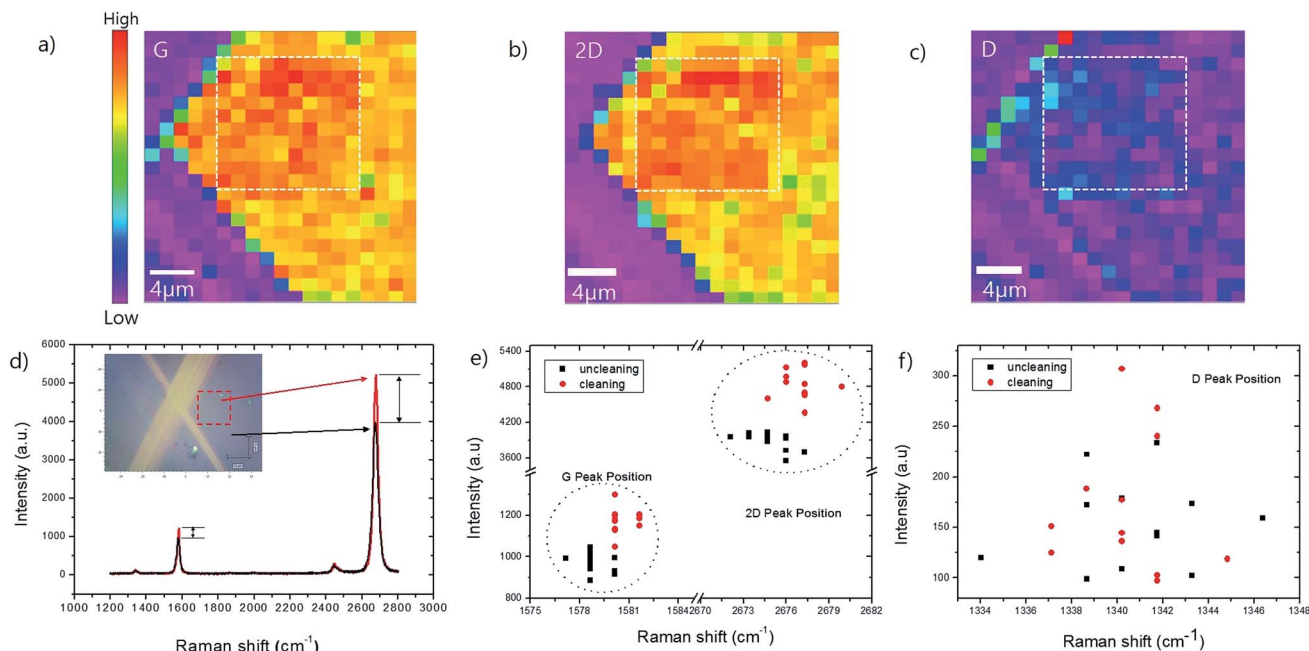 High
Low
a)
G
4μm
b)
2D
4μm
c)
D
4μm
d)
6000
5000
4000
3000
2000
1000
0
Intensity (a.u.)
1000 1200 1400 1600 1800 2000 2200 2400 2600 2800 3000
Raman shift (cm-1)
e)
5400
4800
4200
3600
1200
1000
800
Intensity (a.u)
uncleaning
cleaning
G Peak Position
2D Peak Position
1575 1578 1581 1584 2670 2673 2676 2679 2682
Raman shift (cm-1)
f)
300
250
200
150
100
Intensity (a.u)
uncleaning
cleaning
D Peak Position
1334 1336 1338 1340 1342 1344 1346 1348
Raman shift (cm-1)